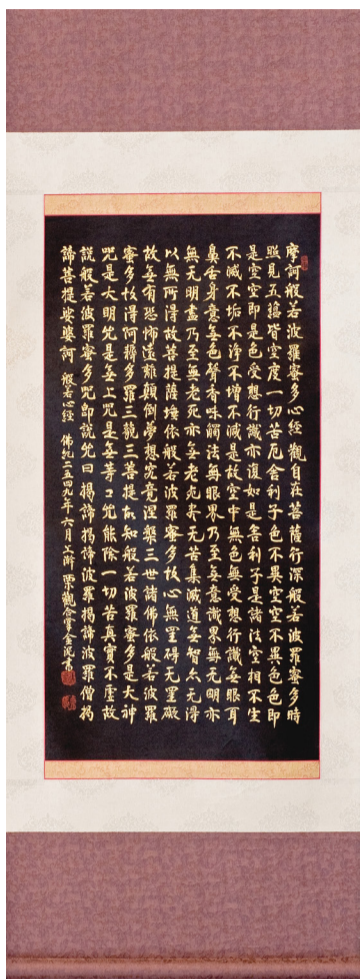 摩訶般若波羅蜜多心經 觀自在菩薩行深般若波羅蜜多時
照見五蘊皆空度一切苦厄舍利子色不異空空不異色色即
是空空即是色受想行識亦復如是舍利子是諸法空相不生
不滅不垢不淨不增不減是故空中無色無受想行識無眼耳
鼻舌身意無色聲香味觸法無眼界乃至無意識界無无明亦
無无明盡乃至無老死亦無老死盡无苦集滅道無智亦无得
以無所得故菩提薩埵依般若波羅蜜多故心無罣碍无罣礙
故無有恐怖遠離顛倒夢想究竟涅槃三世諸佛依般若波羅
蜜多故得阿耨多羅三藐三菩提故知般若波羅蜜多是大神
咒是大明咒是無上咒是無等等咒能除一切苦真實不虛故
說般若波羅蜜多咒即說咒曰揭諦揭諦波羅揭諦波羅僧揭
諦菩提娑婆訶 般若心經 佛紀二五四九年六月上澣 觀念堂金泥書